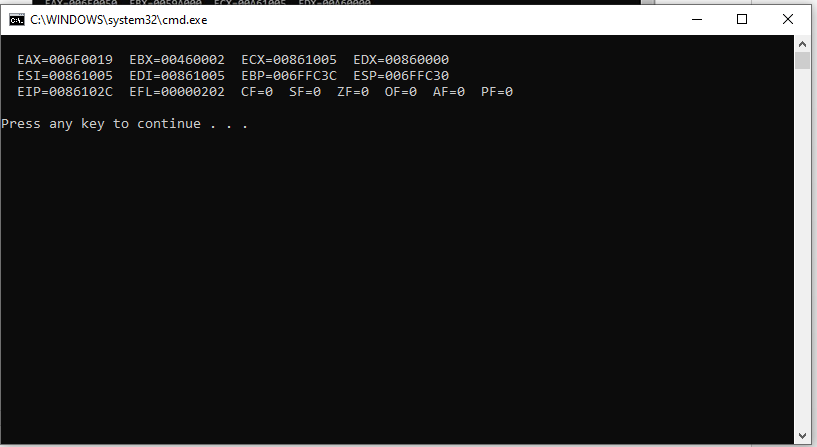 C:\WINDOWS\system32\cmd.exe
EAX=006F0019  EBX=00460002  ECX=00861005  EDX=00860000
ESI=00861005  EDI=00861005  EBP=006FFC3C  ESP=006FFC30
EIP=0086102C  EFL=00000202  CF=0  SF=0  ZF=0  OF=0  AF=0  PF=0
Press any key to continue . . .